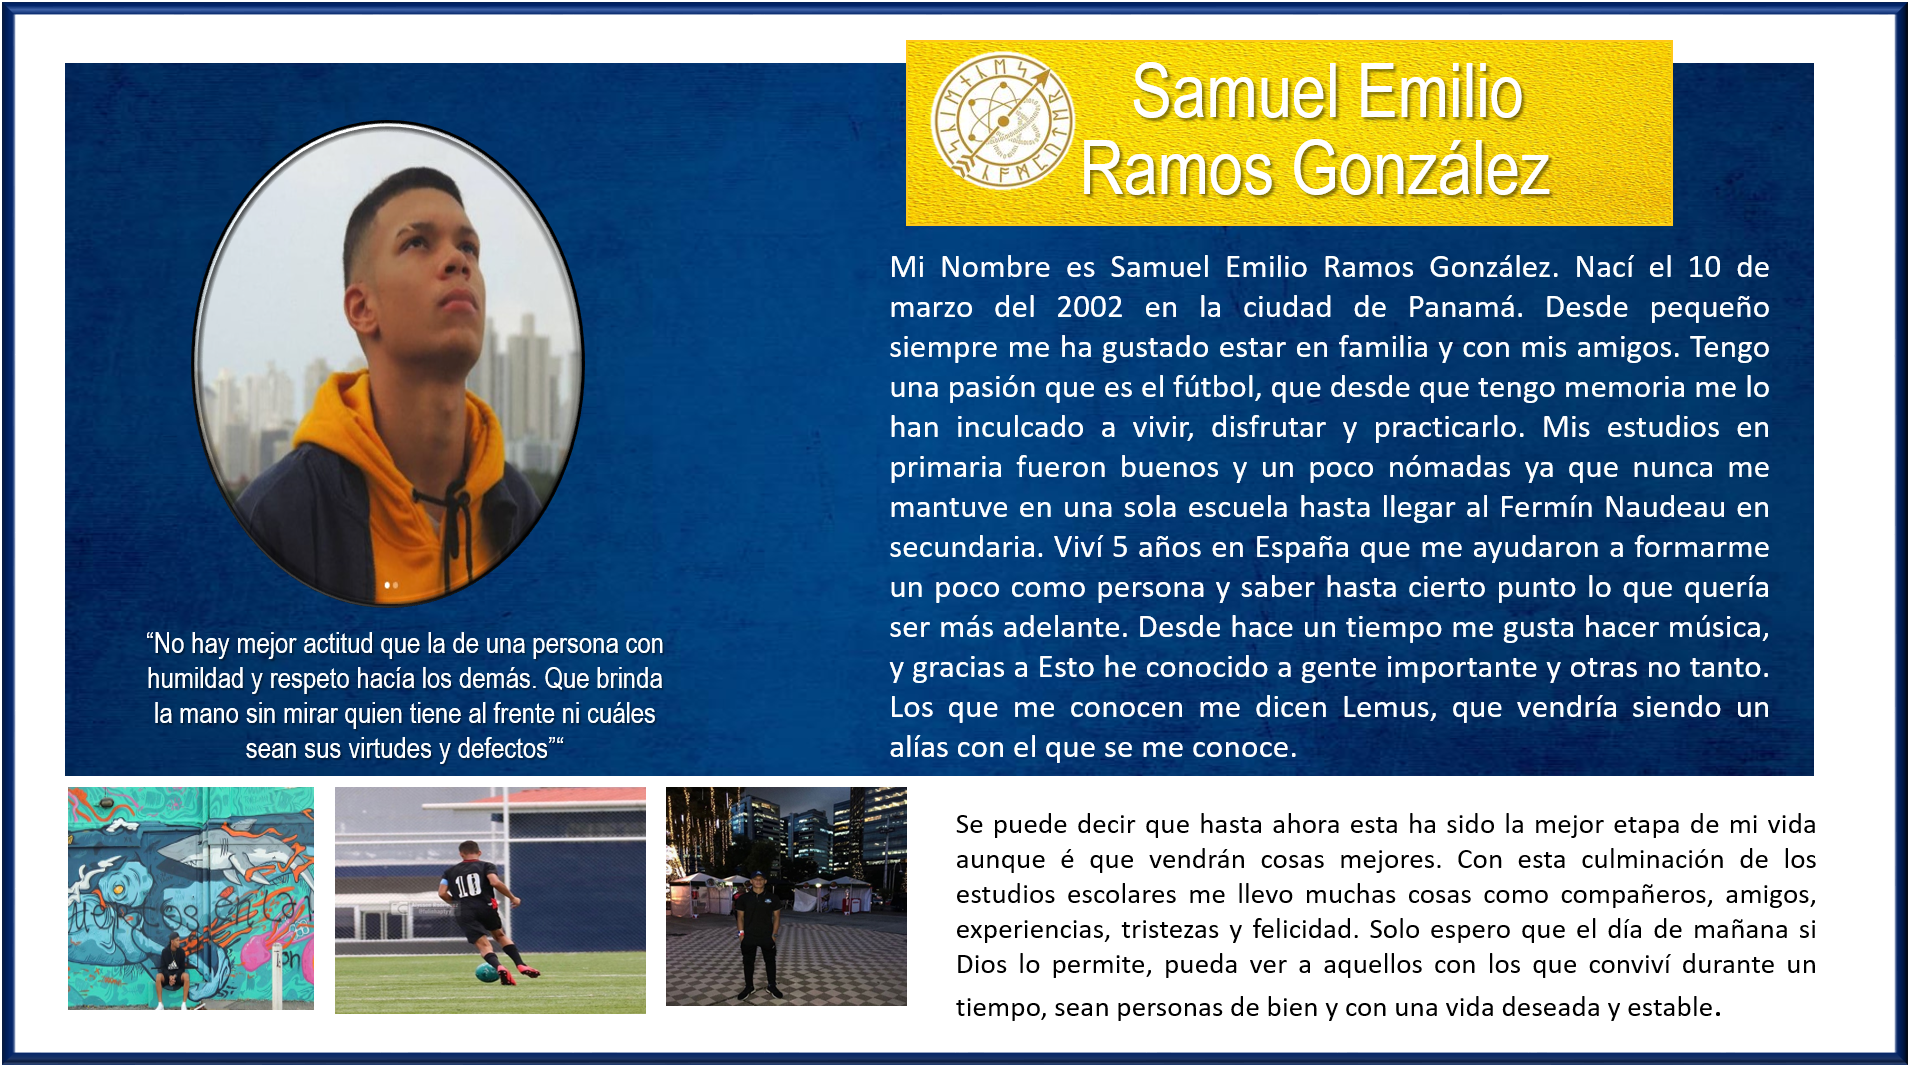 Samuel Emilio
Ramos González
Mi Nombre es Samuel Emilio Ramos González. Nací el 10 de
marzo del 2002 en la ciudad de Panamá. Desde pequeño
siempre me ha gustado estar en familia y con mis amigos. Tengo
una pasión que es el fútbol, que desde que tengo memoria me lo
han inculcado a vivir, disfrutar y practicarlo. Mis estudios en
primaria fueron buenos y un poco nómadas ya que nunca me
mantuve en una sola escuela hasta llegar al Fermín Naudeau en
secundaria. Viví 5 años en España que me ayudaron a formarme
un poco como persona y saber hasta cierto punto lo que quería
ser más adelante. Desde hace un tiempo me gusta hacer música,
y gracias a Esto he conocido a gente importante y otras no tanto.
Los que me conocen me dicen Lemus, que vendría siendo un
alías con el que se me conoce.
“No hay mejor actitud que la de una persona con
humildad y respeto hacía los demás. Que brinda
la mano sin mirar quien tiene al frente ni cuáles
sean sus virtudes y defectos”“
10
Se puede decir que hasta ahora esta ha sido la mejor etapa de mi vida
aunque é que vendrán cosas mejores. Con esta culminación de los
estudios escolares me llevo muchas cosas como compañeros, amigos,
experiencias, tristezas y felicidad. Solo espero que el día de mañana si
Dios lo permite, pueda ver a aquellos con los que conviví durante un
tiempo, sean personas de bien y con una vida deseada y estable.